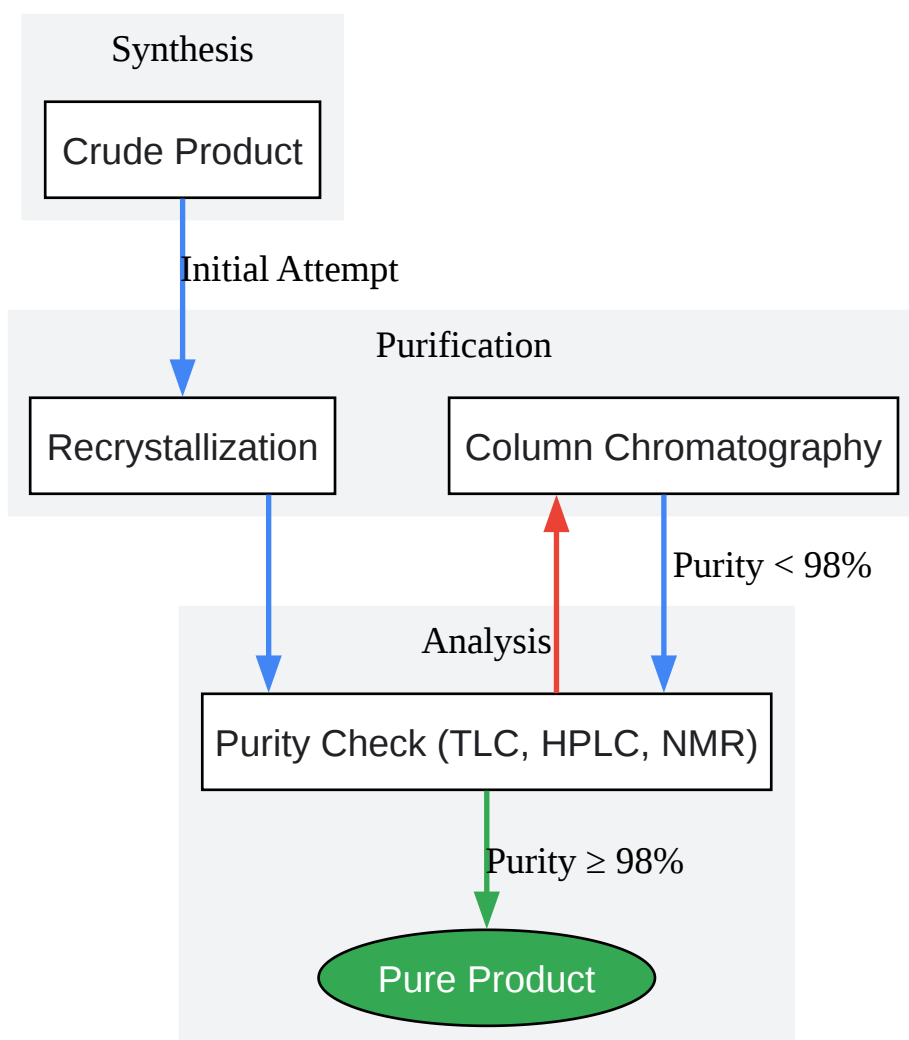 Synthesis
Crude Product
Initial Attempt
Purification
Recrystallization
Column Chromatography
Purity < 98%
Analysis
Purity Check (TLC, HPLC, NMR)
Purity ≥ 98%
Pure Product